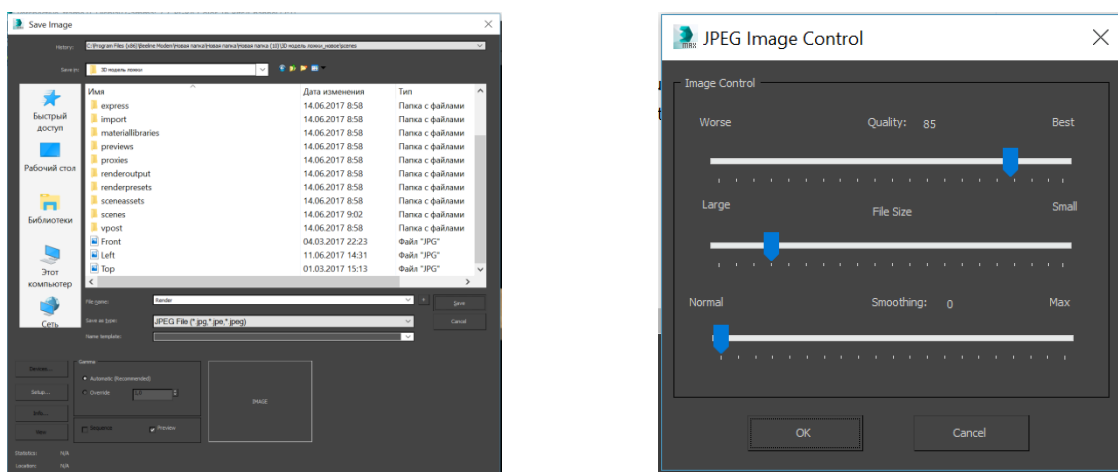 Save Image
History:
C:\Program Files (x86)\Beeline Modem\Новая папка\Новая папка\Новая папка (10)\3D модель ложки_новое\scenes
Save in:
3D модель ложки
Имя
Дата изменения
Тип
Быстрый доступ
Рабочий стол
Библиотеки
Этот компьютер
Сеть
express 14.06.2017 8:58 Папка с файлами
import 14.06.2017 8:58 Папка с файлами
materiallibraries 14.06.2017 8:58 Папка с файлами
previews 14.06.2017 8:58 Папка с файлами
proxies 14.06.2017 8:58 Папка с файлами
renderoutput 14.06.2017 8:58 Папка с файлами
renderpresets 14.06.2017 8:58 Папка с файлами
sceneassets 14.06.2017 8:58 Папка с файлами
scenes 14.06.2017 9:02 Папка с файлами
vpost 14.06.2017 8:58 Папка с файлами
Front 04.03.2017 22:23 Файл "JPG"
Left 11.06.2017 14:31 Файл "JPG"
Top 01.03.2017 15:13 Файл "JPG"
File name:
Render
+
Save
Save as type:
JPEG File (*.jpg,*.jpe,*.jpeg)
Cancel
Name template:
Devices...
Setup...
Info...
View
Gamma
Automatic (Recommended)
Override
Sequence
Preview
IMAGE
Statistics: N/A
Location: N/A
MAX
JPEG Image Control
Image Control
Worse
Quality: 85
Best
Large
File Size
Small
Normal
Smoothing: 0
Max
OK
Cancel